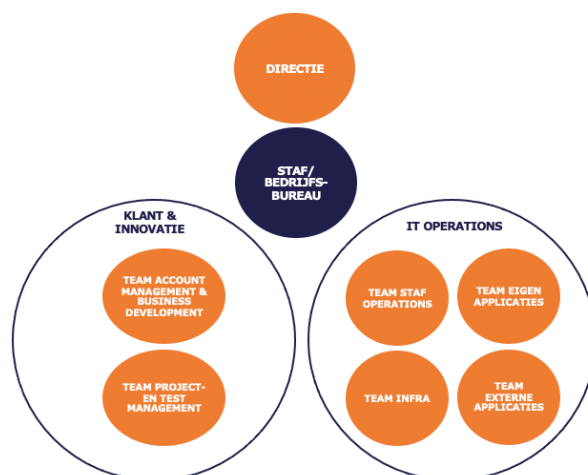 DIRECTIE
STAF/
BEDRIJFS-
BUREAU
KLANT &
INNOVATIE
TEAM ACCOUNT
MANAGEMENT &
BUSINESS
DEVELOPMENT
TEAM PROJECT-
EN TEST
MANAGEMENT
IT OPERATIONS
TEAM STAF
OPERATIONS
TEAM EIGEN
APPLICATIES
TEAM INFRA
TEAM
EXTERNE
APPLICATIES